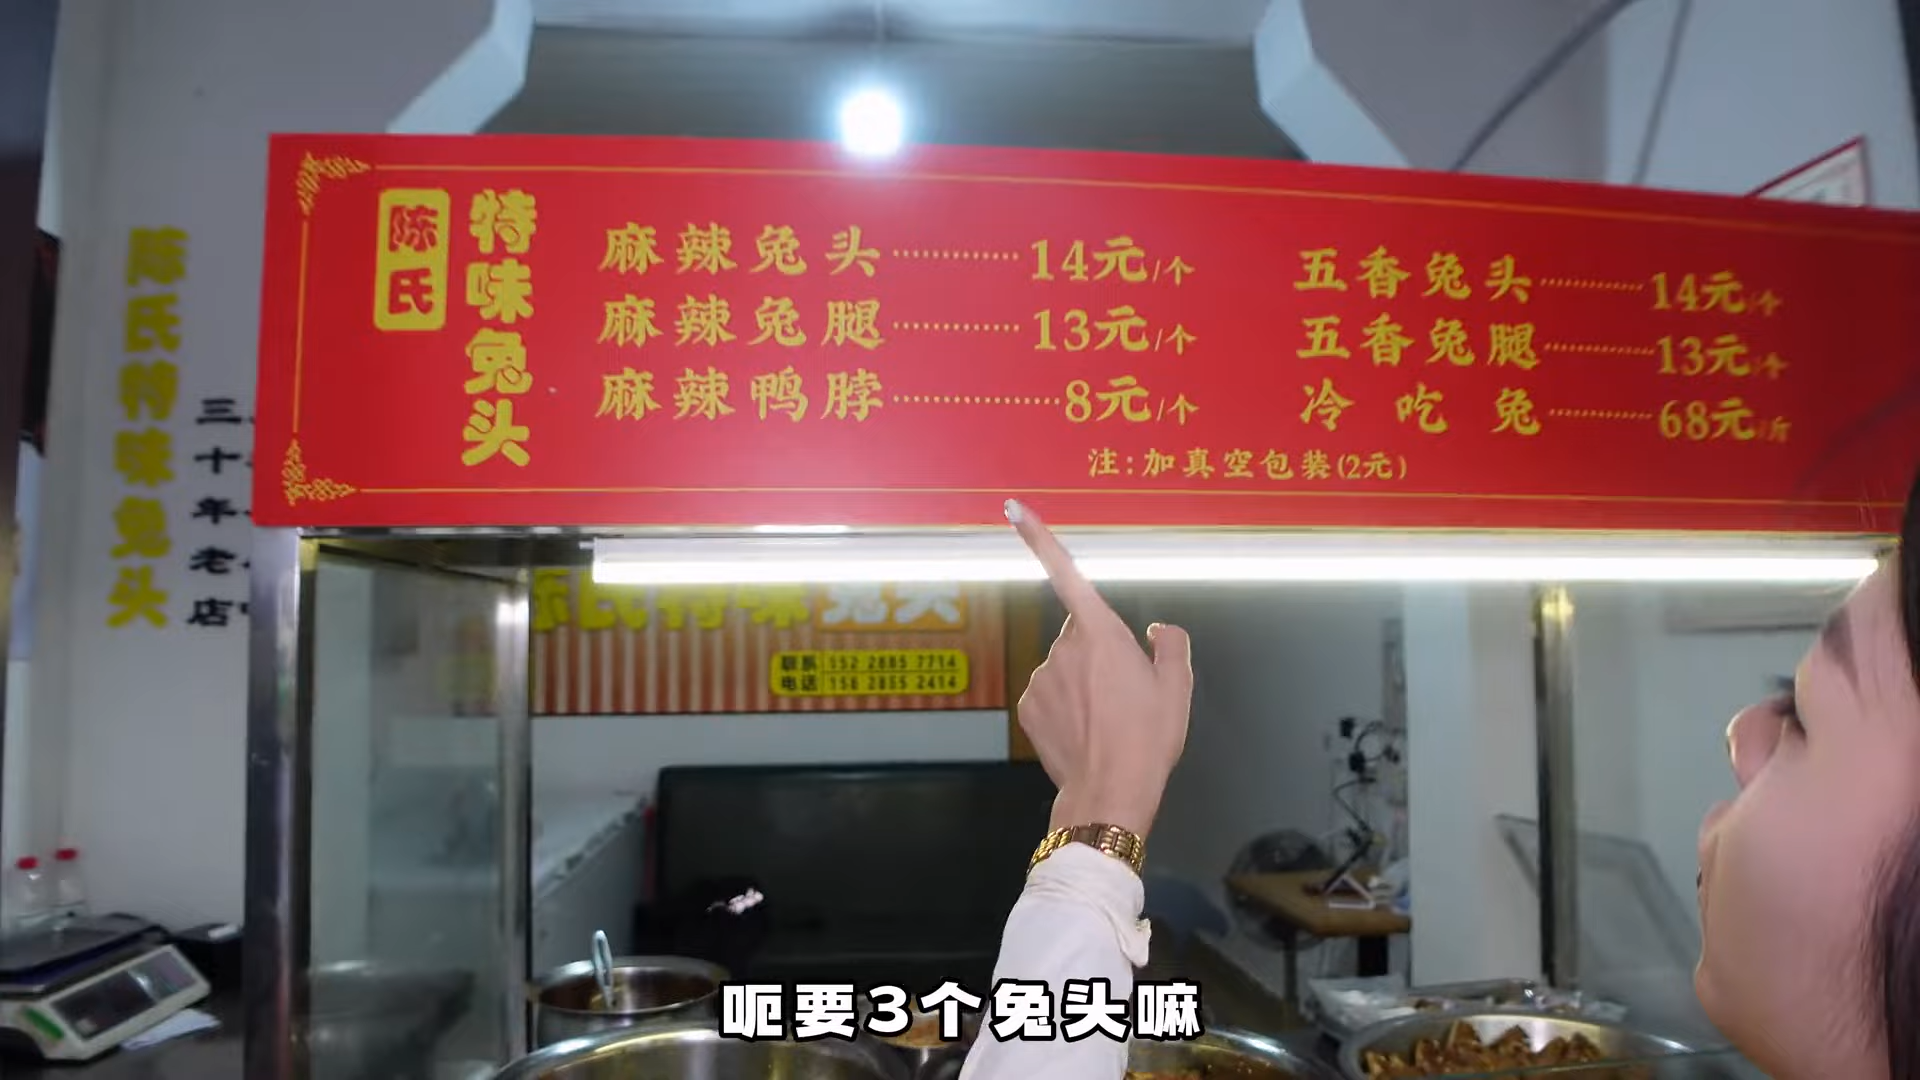 陈氏
特味兔头
麻辣兔头 14元/个
麻辣兔腿 13元/个
麻辣鸭脖 8元/个
五香兔头 14元/个
五香兔腿 13元/个
冷吃兔 68元/斤
注:加真空包装(2元)
陈氏特味兔头
三
十
年
老
店
陈氏特味兔头
联系 152 2885 7714
电话 158 2855 2414
呃要3个兔头嘛